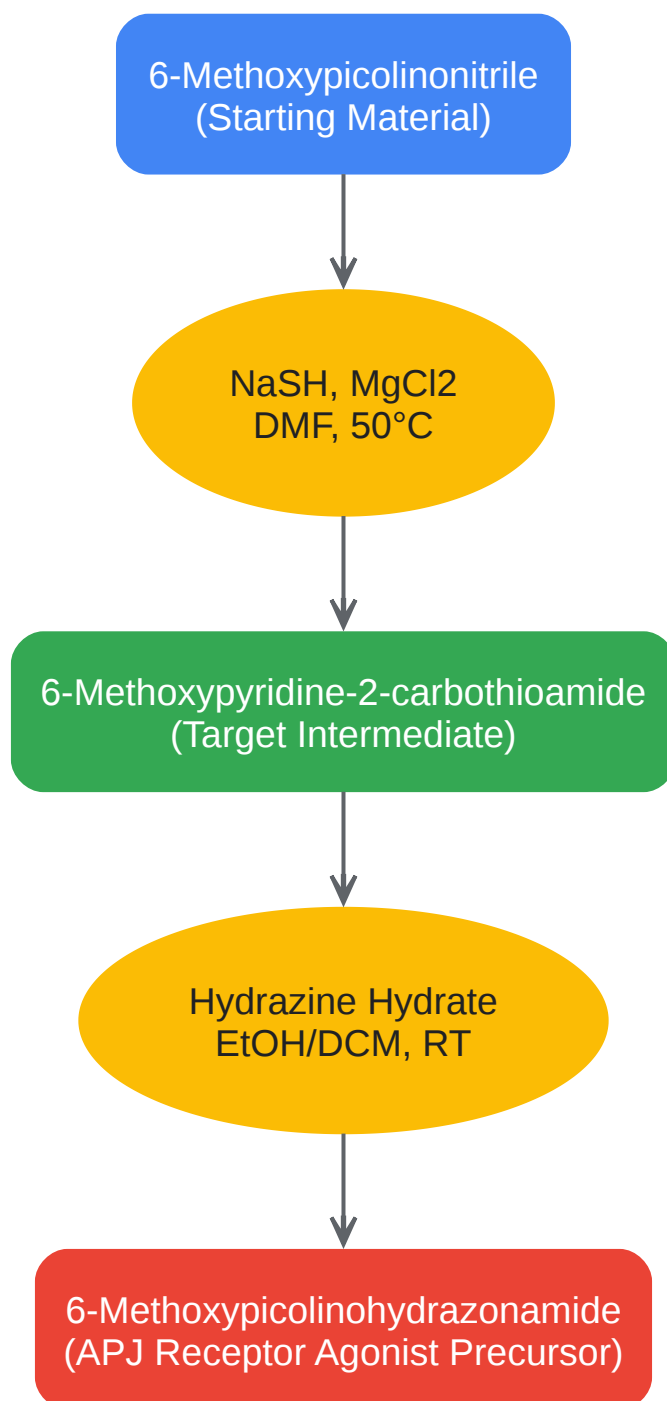 6-Methoxypicolinonitrile
(Starting Material)
NaSH, MgCl2
DMF, 50°C
6-Methoxypyridine-2-carbothioamide
(Target Intermediate)
Hydrazine Hydrate
EtOH/DCM, RT
6-Methoxypicolinohydrazonamide
(APJ Receptor Agonist Precursor)